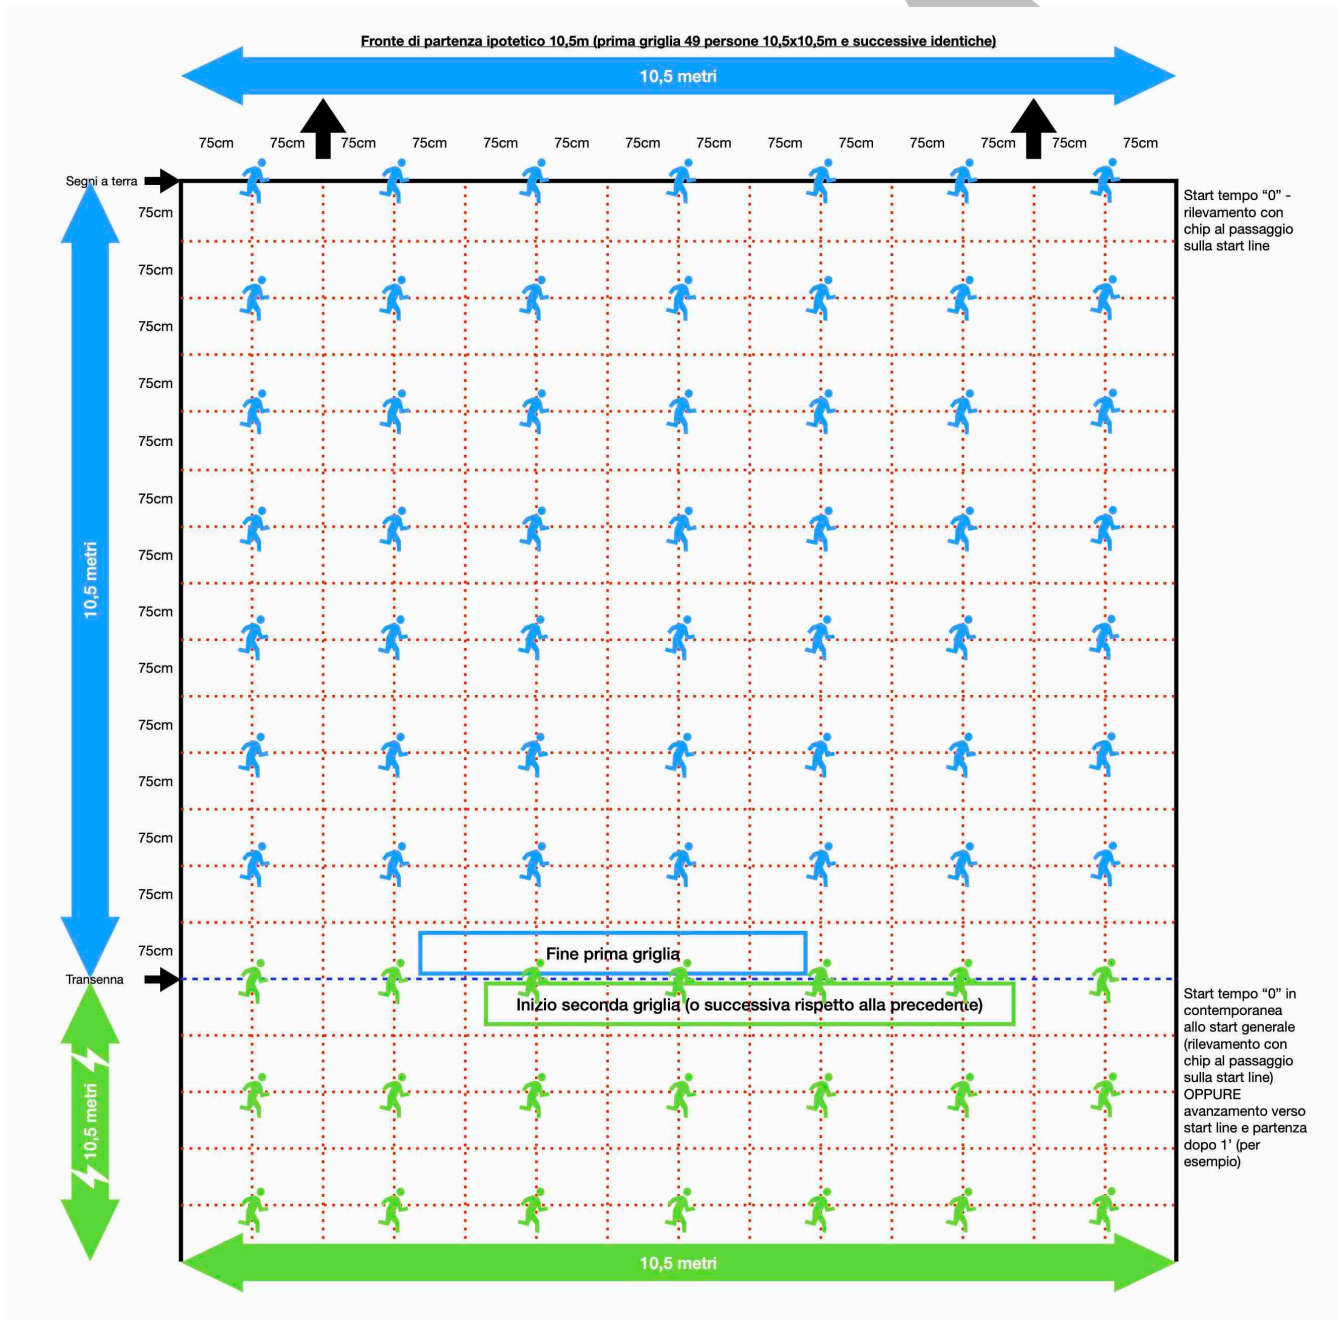 Fronte di partenza ipotetico 10,5m (prima griglia 49 persone 10,5x10,5m e successive identiche)
10,5 metri
75cm 75cm 75cm 75cm 75cm 75cm 75cm 75cm 75cm 75cm 75cm 75cm 75cm 75cm
Segni a terra
Start tempo “0” -
rilevamento con
chip al passaggio
sulla start line
75cm
75cm
75cm
75cm
75cm
75cm
75cm
75cm
75cm
75cm
75cm
75cm
75cm
75cm
10,5 metri
Fine prima griglia
Transenna
Inizio seconda griglia (o successiva rispetto alla precedente)
Start tempo “0” in
contemporanea
allo start generale
(rilevamento con
chip al passaggio
sulla start line)
OPPURE
avanzamento verso
start line e partenza
dopo 1’ (per
esempio)
10,5 metri
10,5 metri